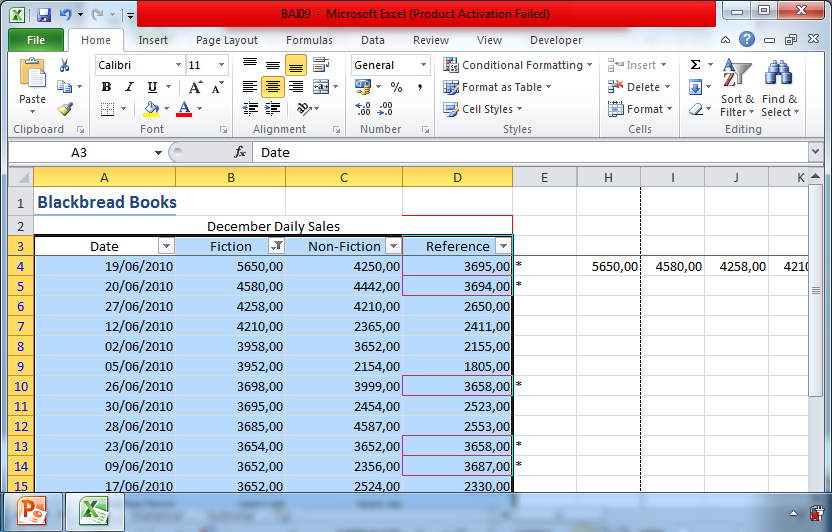 BAI09 - Microsoft Excel (Product Activation Failed)
File Home Insert Page Layout Formulas Data Review View Developer
Calibri 11 General Conditional Formatting Insert Σ
Paste B I U A A % , Format as Table Delete Sort & Filter Find & Select
A Cell Styles Format
Clipboard Font Alignment Number Styles Cells Editing
A3 fx Date
A B C D E H I J K
1 Blackbread Books
2 December Daily Sales
3 Date Fiction Non-Fiction Reference
4 19/06/2010 5650,00 4250,00 3695,00 * 5650,00 4580,00 4258,00 4210
5 20/06/2010 4580,00 4442,00 3694,00 *
6 27/06/2010 4258,00 4210,00 2650,00
7 12/06/2010 4210,00 2365,00 2411,00
8 02/06/2010 3958,00 3652,00 2155,00
9 05/06/2010 3952,00 2154,00 1805,00
10 26/06/2010 3698,00 3999,00 3658,00 *
11 30/06/2010 3695,00 2454,00 2523,00
12 28/06/2010 3685,00 4587,00 2553,00
13 23/06/2010 3654,00 3652,00 3658,00 *
14 09/06/2010 3652,00 2356,00 3687,00 *
15 17/06/2010 3652,00 2524,00 2330,00